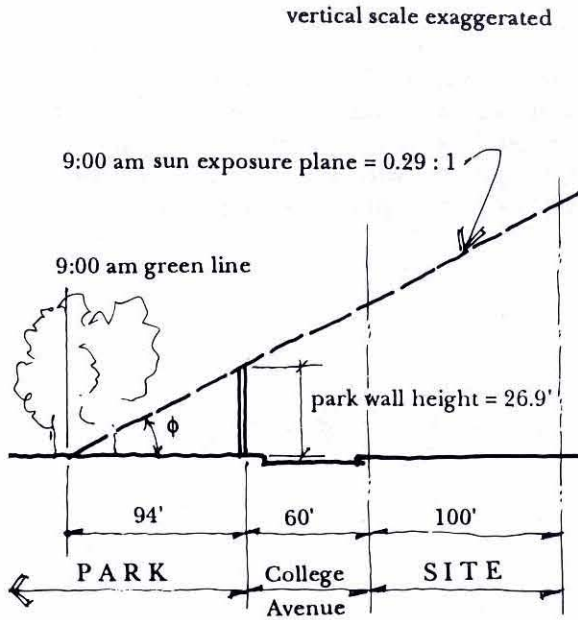 vertical scale exaggerated
9:00 am sun exposure plane = 0.29 : 1
9:00 am green line
park wall height = 26.9'
ϕ
94'
60'
100'
PARK
College
Avenue
SITE